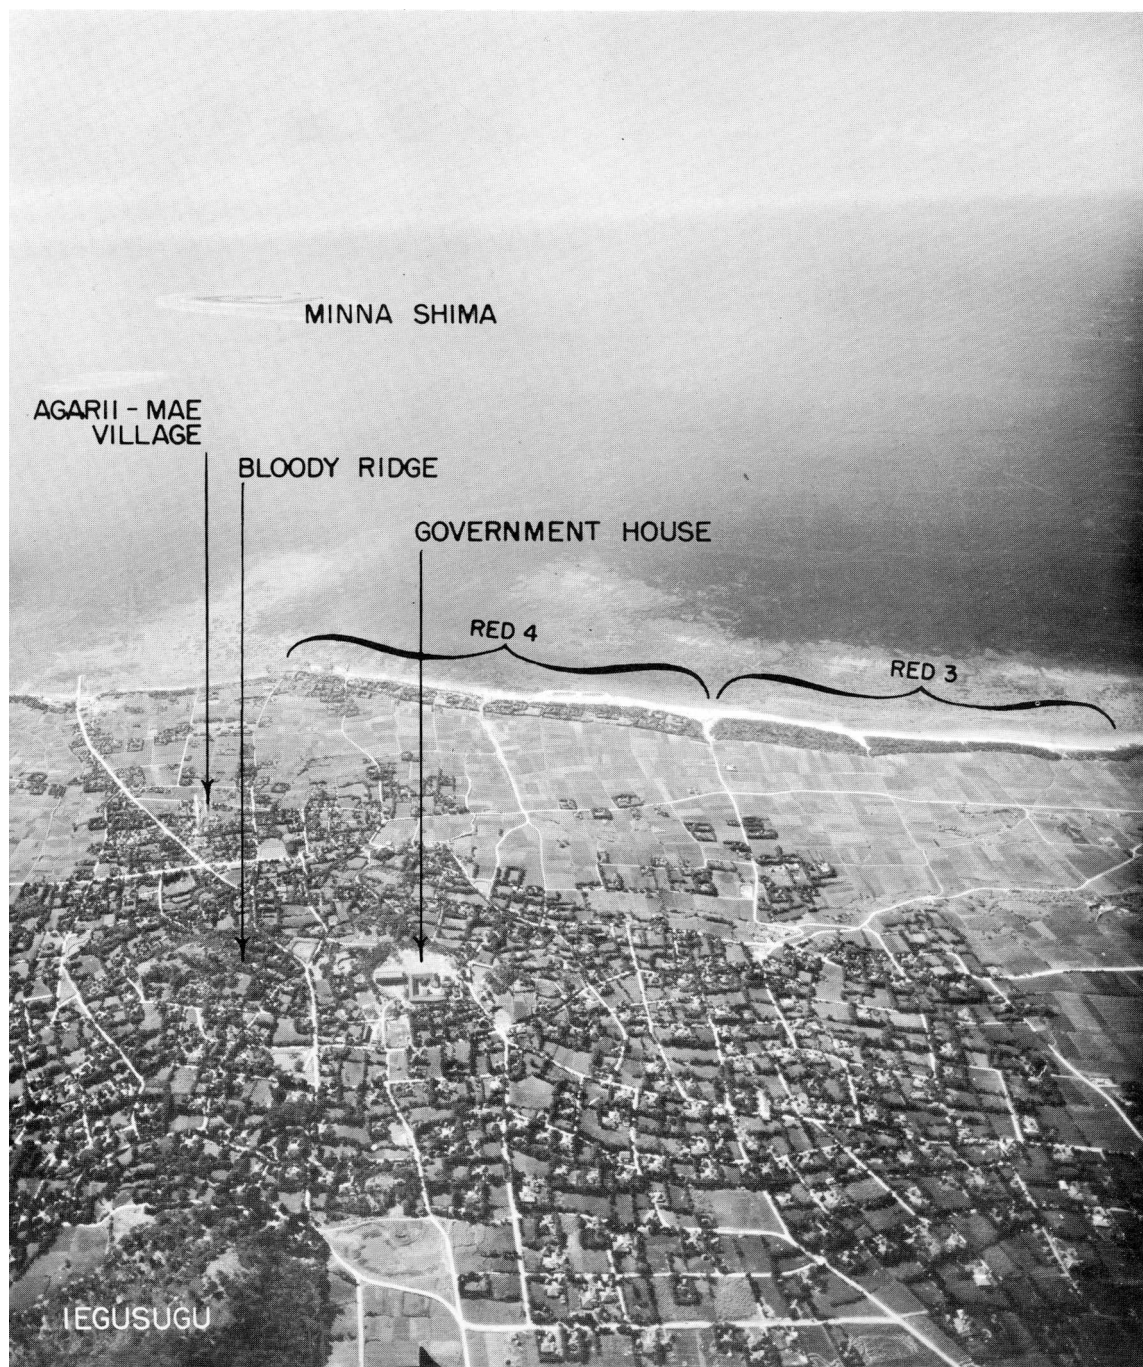 MINNA SHIMA
AGARII - MAE
VILLAGE
BLOODY RIDGE
GOVERNMENT HOUSE
RED 4
RED 3
IEGUSUGU